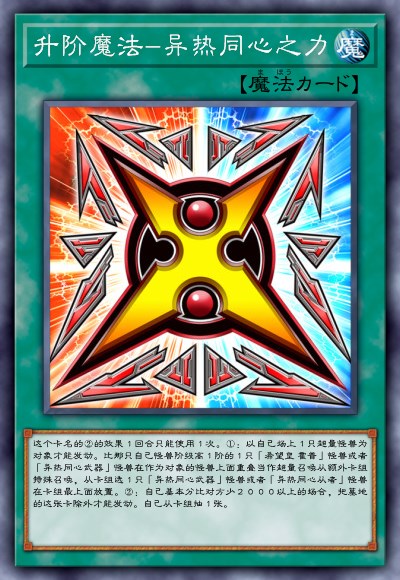 升阶魔法-异热同心之力
魔
【魔法カード】
ま ほう
这个卡名的②的效果1回合只能使用1次。①：以自己场上1只超量怪兽为
对象才能发动。比那只自己怪兽阶级高1阶的1只「希望皇 霍普」怪兽或者
「异热同心武器」怪兽在作为对象的怪兽上面重叠当作超量召唤从额外卡组
特殊召唤，从卡组选1只「异热同心武器」怪兽或者「异热同心从者」怪兽
在卡组最上面放置。②：自己基本分比对方少2000以上的场合，把墓地
的这张卡除外才能发动。自己从卡组抽1张。